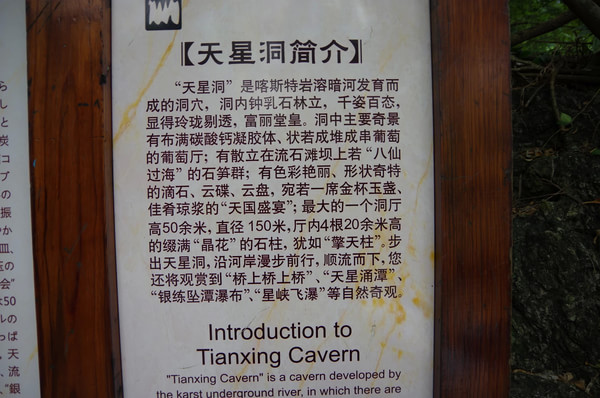 【天星洞简介】
“天星洞”是喀斯特岩溶暗河发育而
成的洞穴，洞内钟乳石林立，千姿百态，
显得玲珑剔透，富丽堂皇。洞中主要奇景
有布满碳酸钙凝胶体、状若成堆成串葡萄
的葡萄厅；有散立在流石滩坝上若“八仙
过海”的石笋群；有色彩艳丽、形状奇特
的滴石、云碟、云盘，宛若一席金杯玉盏、
佳肴琼浆的“天国盛宴”；最大的一个洞厅
高50余米，直径150米，厅内4根20余米高
的缀满“晶花”的石柱，犹如“擎天柱”。步
出天星洞，沿河岸漫步前行，顺流而下，您
还将观赏到“桥上桥上桥”、“天星涌潭”、
“银练坠潭瀑布”、“星峡飞瀑”等自然奇观。
Introduction to
Tianxing Cavern
"Tianxing Cavern" is a cavern developed by
the karst underground river, in which there are